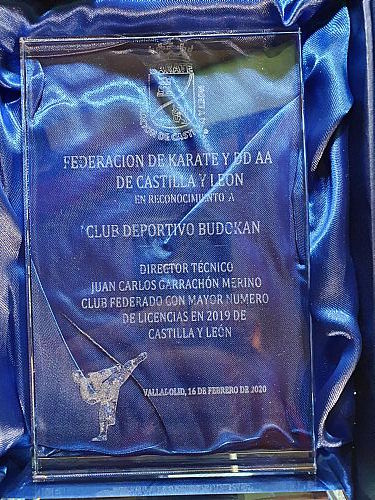 FEDERACION DE KARATE Y DD AA
DE CASTILLA Y LEON
EN RECONOCIMIENTO A
CLUB DEPORTIVO BUDOKAN
DIRECTOR TÉCNICO
JUAN CARLOS GARRACHÓN MERINO
CLUB FEDERADO CON MAYOR NUMERO
DE LICENCIAS EN 2019 DE
CASTILLA Y LEÓN
VALLADOLID, 16 DE FEBRERO DE 2020